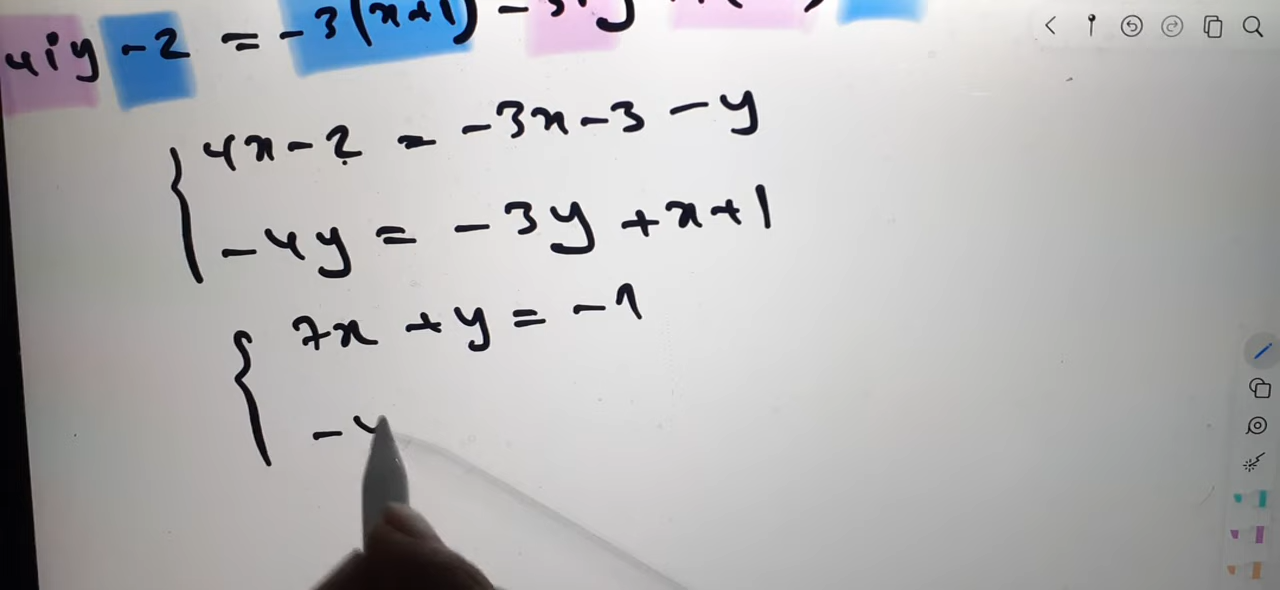 4iy - 2 = -3(x+1) - 3iy
4x - 2 = -3x - 3 - y
-4y = -3y + x + 1
7x + y = -1
-y